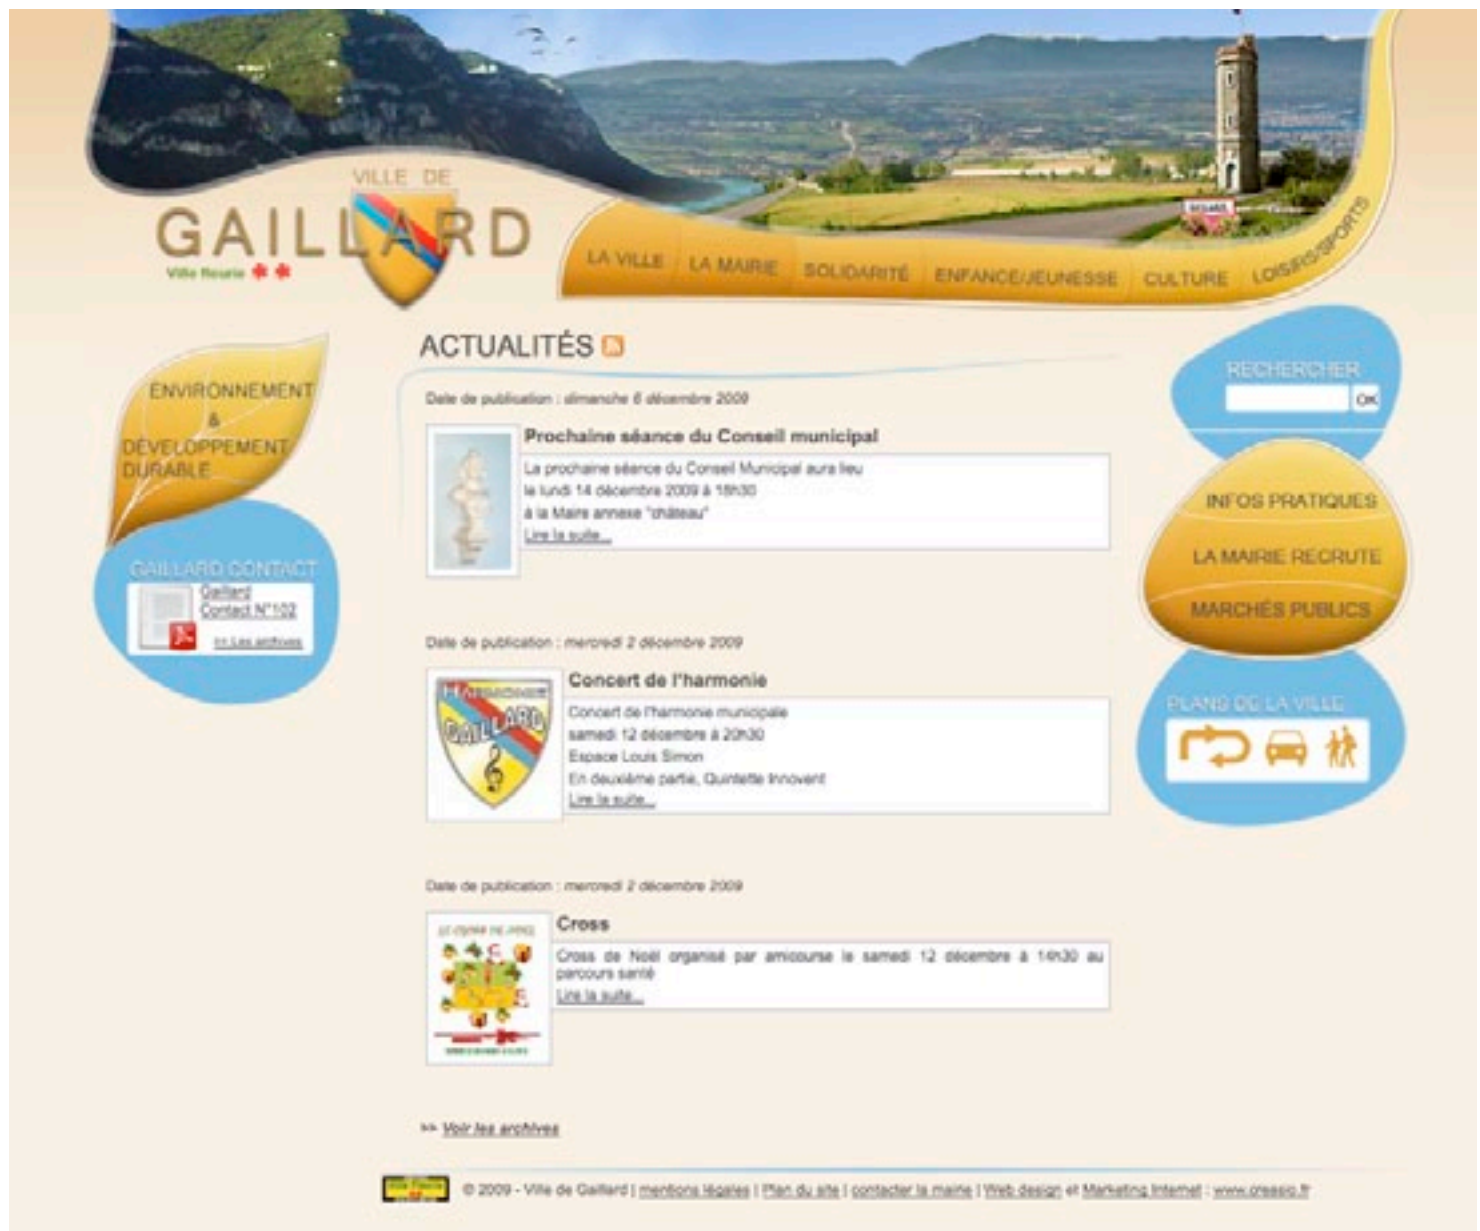 VILLE DE
GAILLARD
Ville fleurie
LA VILLE LA MAIRIE SOLIDARITÉ ENFANCE/JEUNESSE CULTURE LOISIRS/SPORTS
ENVIRONNEMENT
&
DÉVELOPPEMENT
DURABLE
GAILLARD CONTACT
Gaillard
Contact N°102
>> Les archives
ACTUALITÉS
Date de publication : dimanche 6 décembre 2009
Prochaine séance du Conseil municipal
La prochaine séance du Conseil Municipal aura lieu
le lundi 14 décembre 2009 à 18h30
à la Maire annexe "château"
Lire la suite...
Date de publication : mercredi 2 décembre 2009
HARMONIE
GAILLARD
Concert de l'harmonie
Concert de l'harmonie municipale
samedi 12 décembre à 20h30
Espace Louis Simon
En deuxième partie, Quintette Innovent
Lire la suite...
Date de publication : mercredi 2 décembre 2009
Cross
Cross de Noël organisé par amicourse le samedi 12 décembre à 14h30 au
parcours santé
Lire la suite...
>> Voir les archives
RECHERCHER
OK
INFOS PRATIQUES
LA MAIRIE RECRUTE
MARCHÉS PUBLICS
PLANS DE LA VILLE
© 2009 - Ville de Gaillard | mentions légales | Plan du site | contacter la mairie | Web design et Marketing Internet : www.creasio.fr